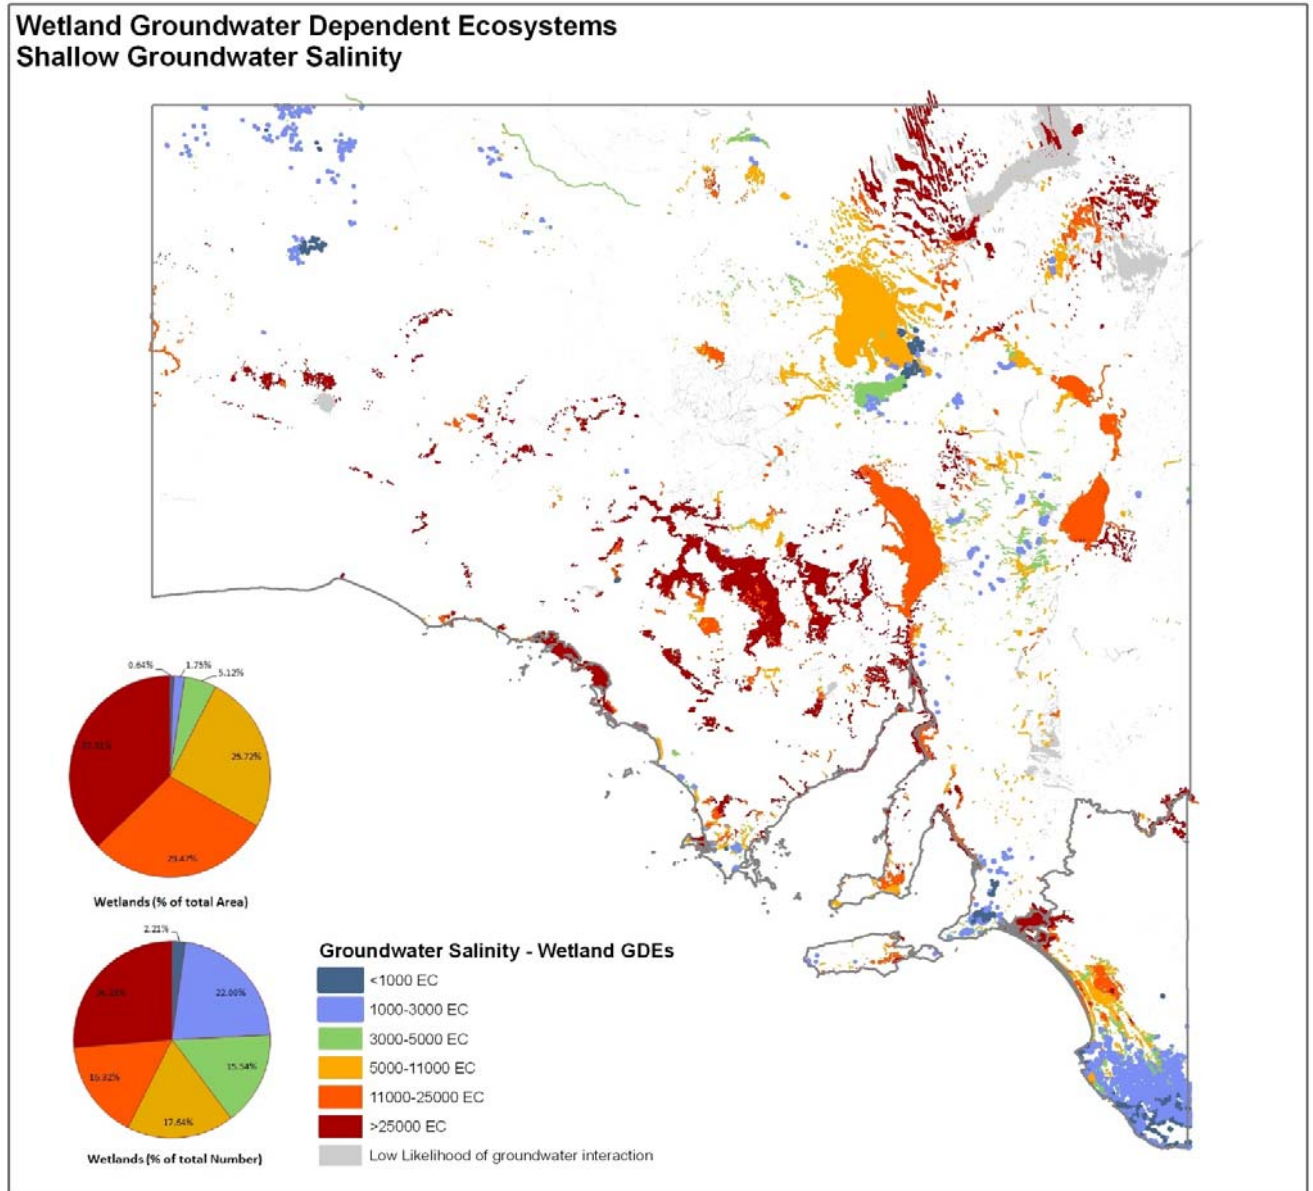 Wetland Groundwater Dependent Ecosystems
Shallow Groundwater Salinity
0.64%
1.75%
5.12%
25.72%
29.47%
Wetlands (% of total Area)
2.21%
22.00%
15.54%
17.64%
16.32%
Wetlands (% of total Number)
Groundwater Salinity - Wetland GDEs
<1000 EC
1000-3000 EC
3000-5000 EC
5000-11000 EC
11000-25000 EC
>25000 EC
Low Likelihood of groundwater interaction